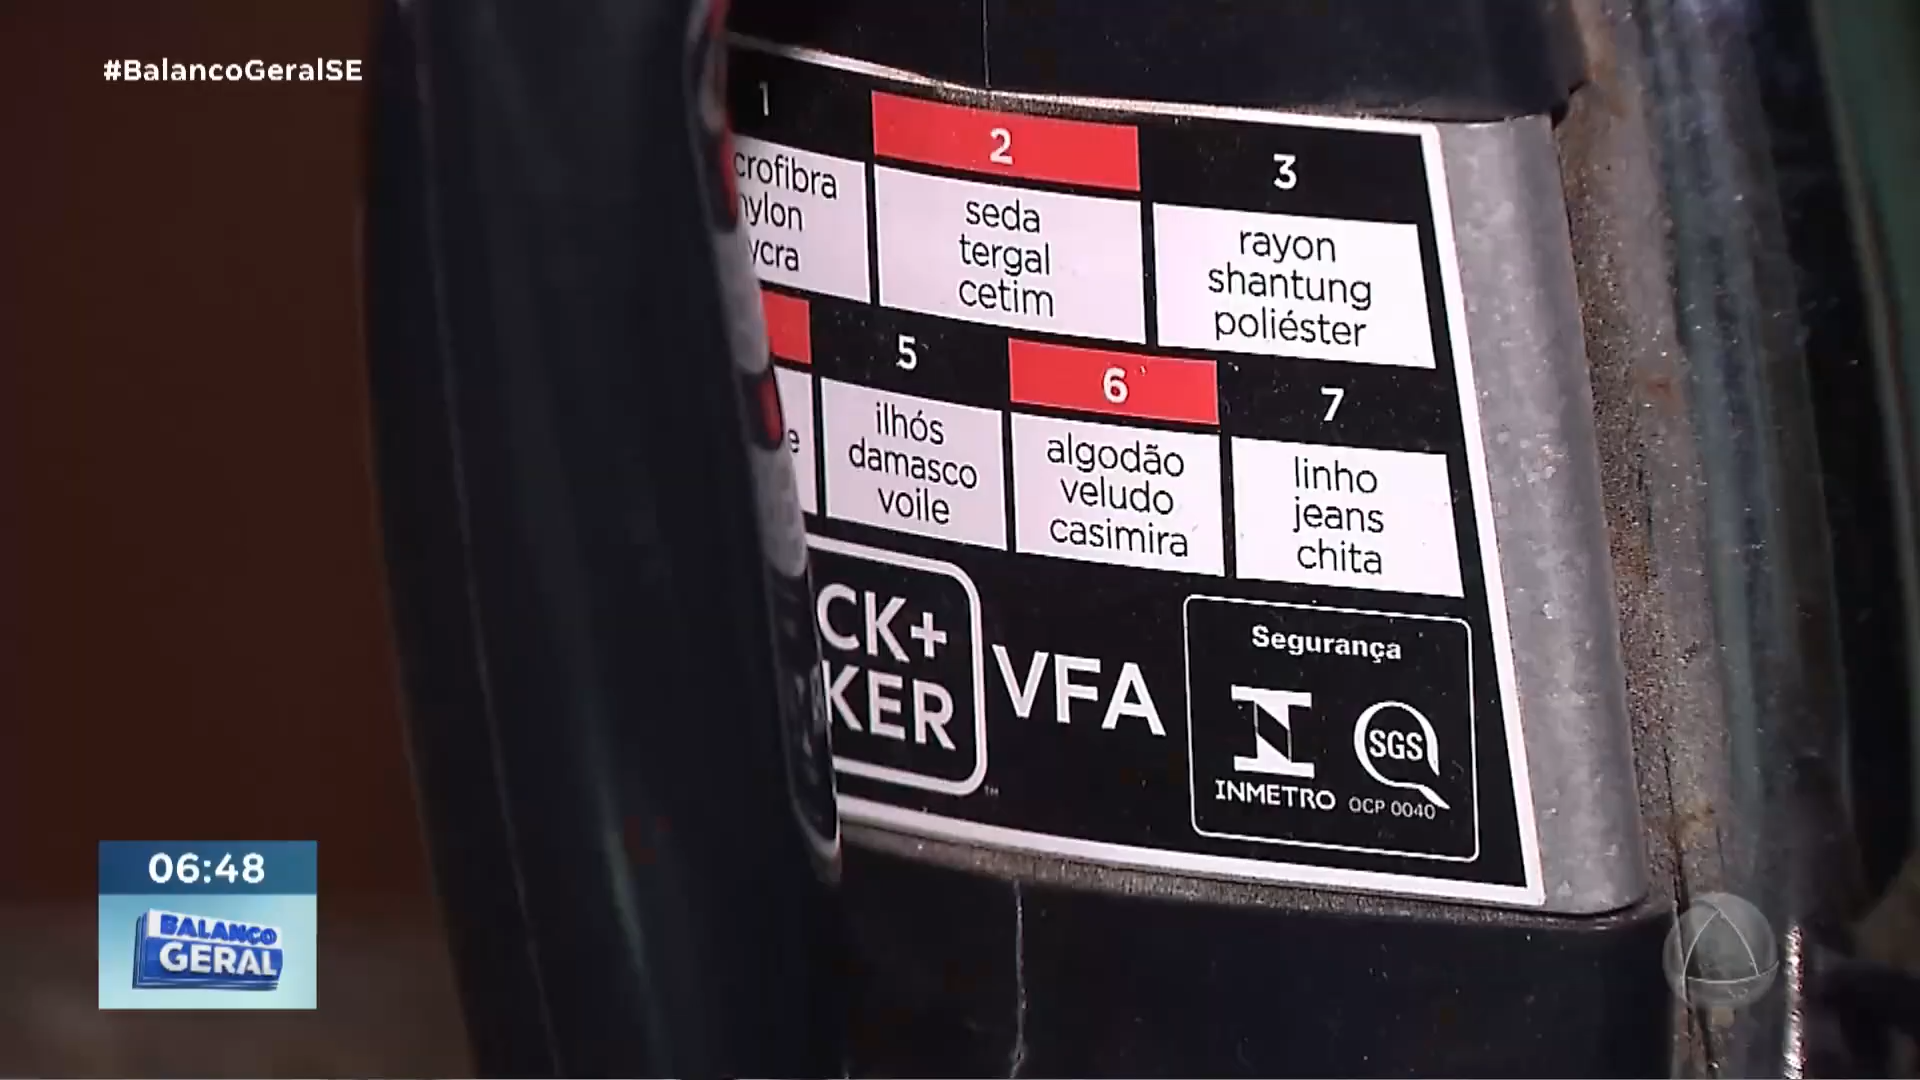 #BalancoGeralSE
1
crofibra
nylon
ycra
2
seda
tergal
cetim
3
rayon
shantung
poliéster
e
5
ilhós
damasco
voile
6
algodão
veludo
casimira
7
linho
jeans
chita
CK+
KER
™
VFA
Segurança
INMETRO
SGS
OCP 0040
06:48
BALANÇO
GERAL